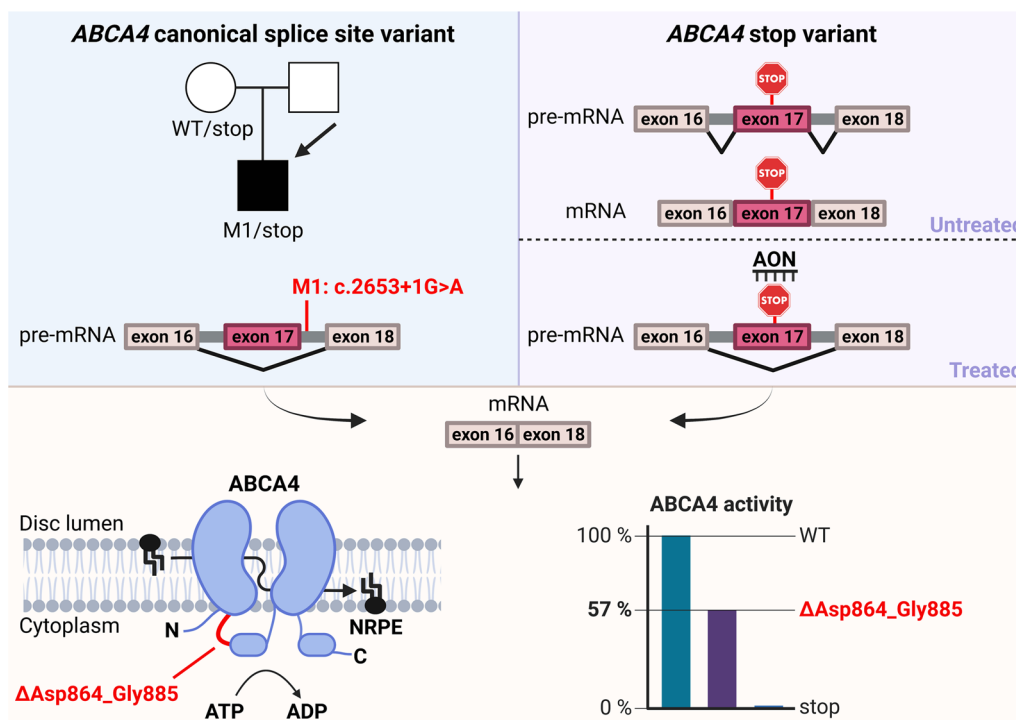 ABCA4 canonical splice site variant
WT/stop
M1/stop
M1: c.2653+1G>A
pre-mRNA exon 16 exon 17 exon 18
ABCA4 stop variant
STOP
pre-mRNA exon 16 exon 17 exon 18
STOP
mRNA exon 16 exon 17 exon 18
Untreated
AON
STOP
pre-mRNA exon 16 exon 17 exon 18
Treated
mRNA
exon 16 exon 18
ABCA4
Disc lumen
Cytoplasm
N
NRPE
C
ΔAsp864_Gly885
ATP ADP
ABCA4 activity
100 % WT
57 % ΔAsp864_Gly885
0 % stop